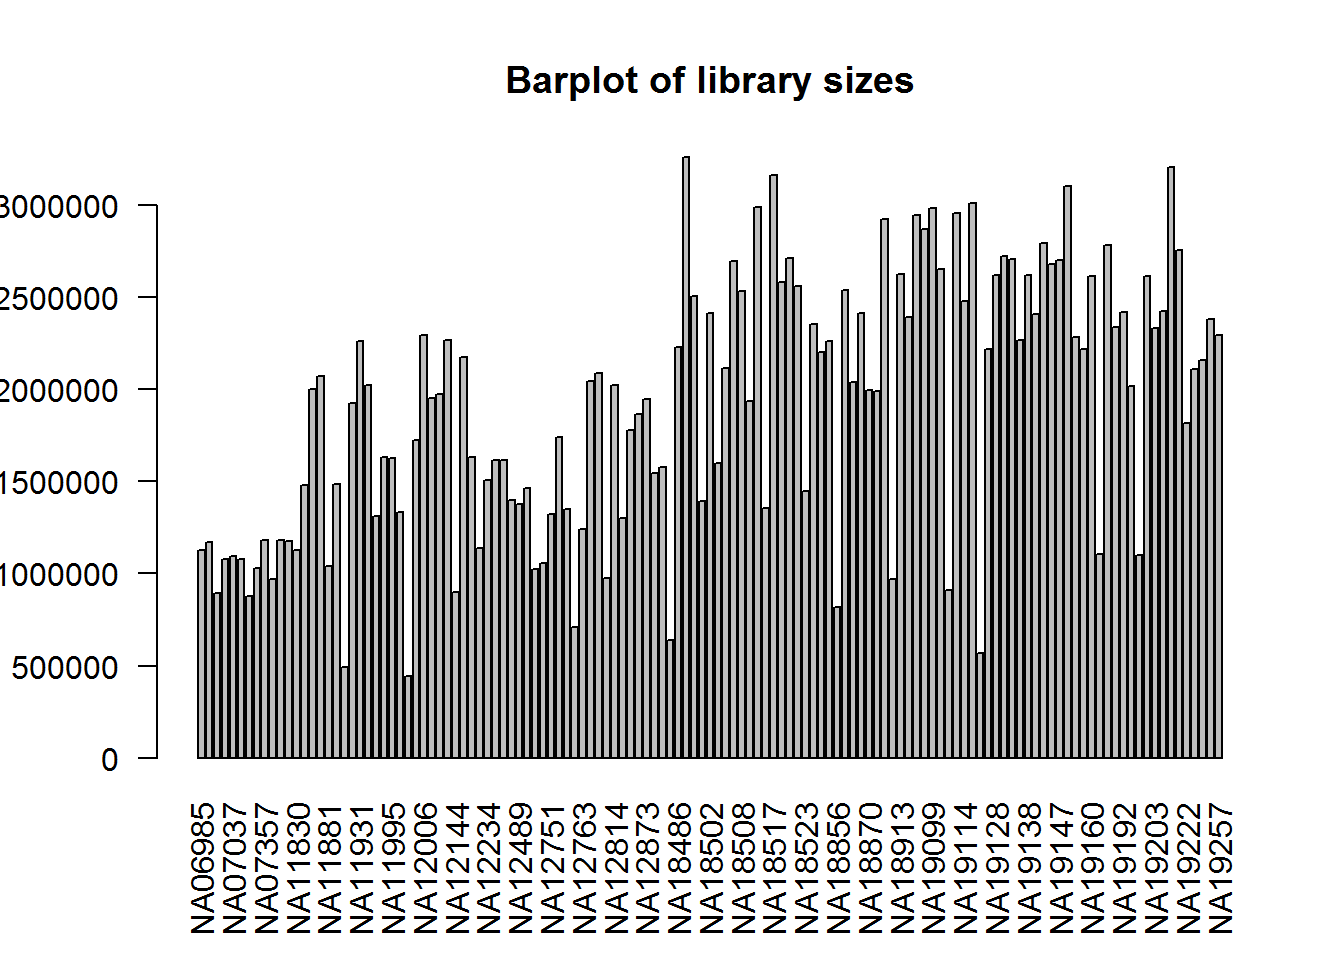 Barplot of library sizes
3000000
2500000
2000000
1500000
1000000
500000
0
NA06985
NA07037
NA07357
NA11830
NA11881
NA11931
NA11995
NA12006
NA12144
NA12234
NA12489
NA12751
NA12763
NA12814
NA12873
NA18486
NA18502
NA18508
NA18517
NA18523
NA18856
NA18870
NA18913
NA19099
NA19114
NA19128
NA19138
NA19147
NA19160
NA19192
NA19203
NA19222
NA19257